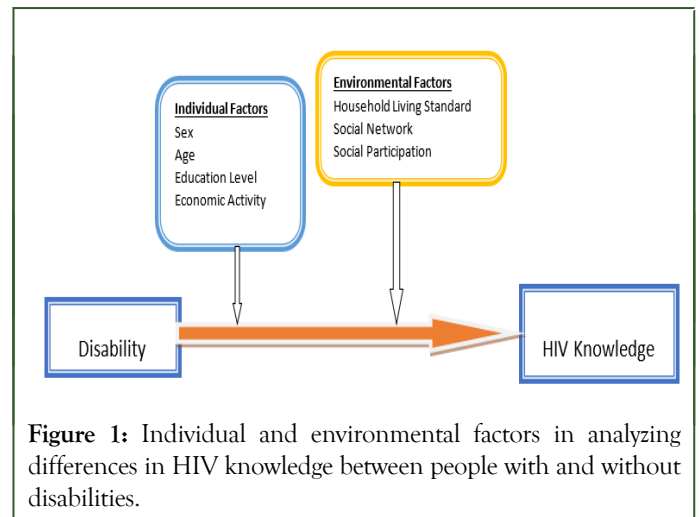 Individual Factors
Sex
Age
Education Level
Economic Activity
Environmental Factors
Household Living Standard
Social Network
Social Participation
Disability
HIV Knowledge
Figure 1: Individual and environmental factors in analyzing
differences in HIV knowledge between people with and without
disabilities.